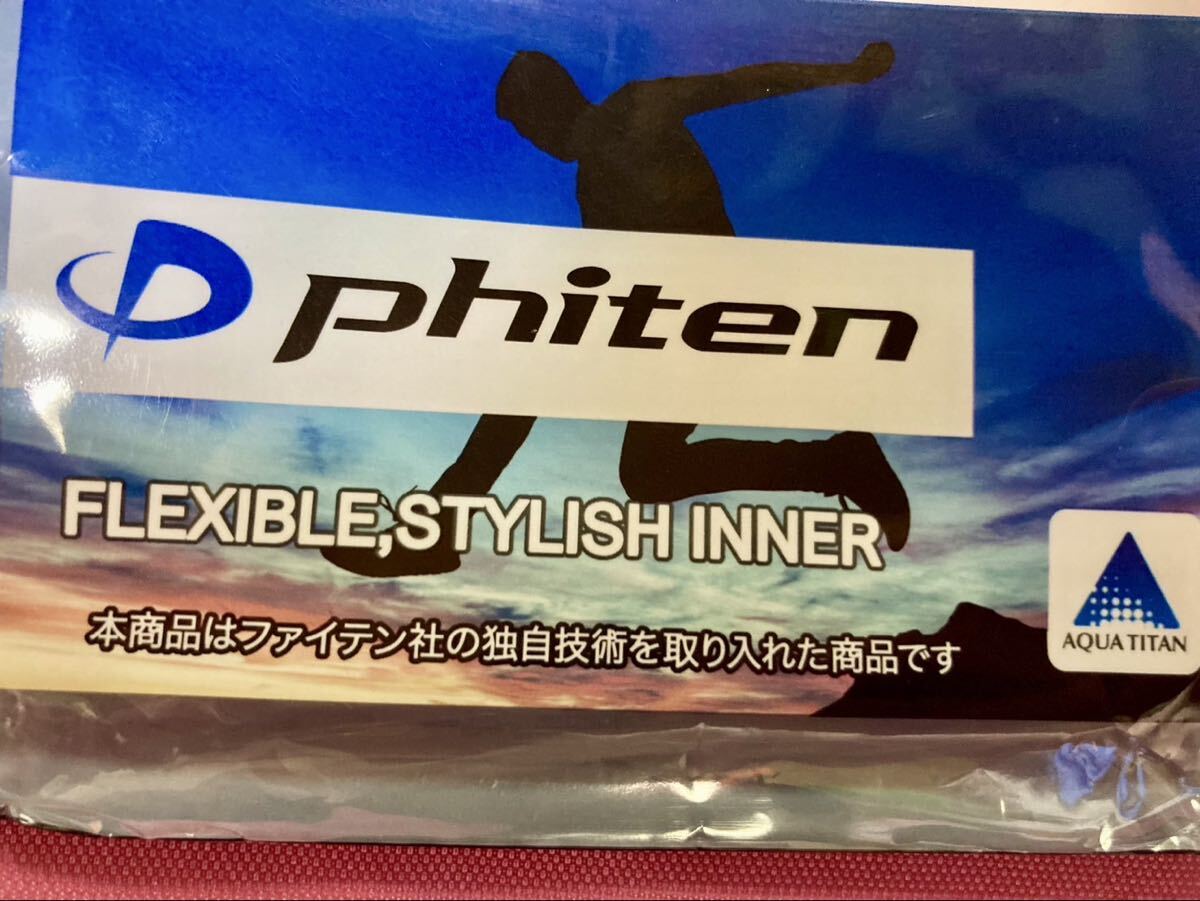 phiten
FLEXIBLE,STYLISH INNER
本商品はファイテン社の独自技術を取り入れた商品です
AQUA TITAN